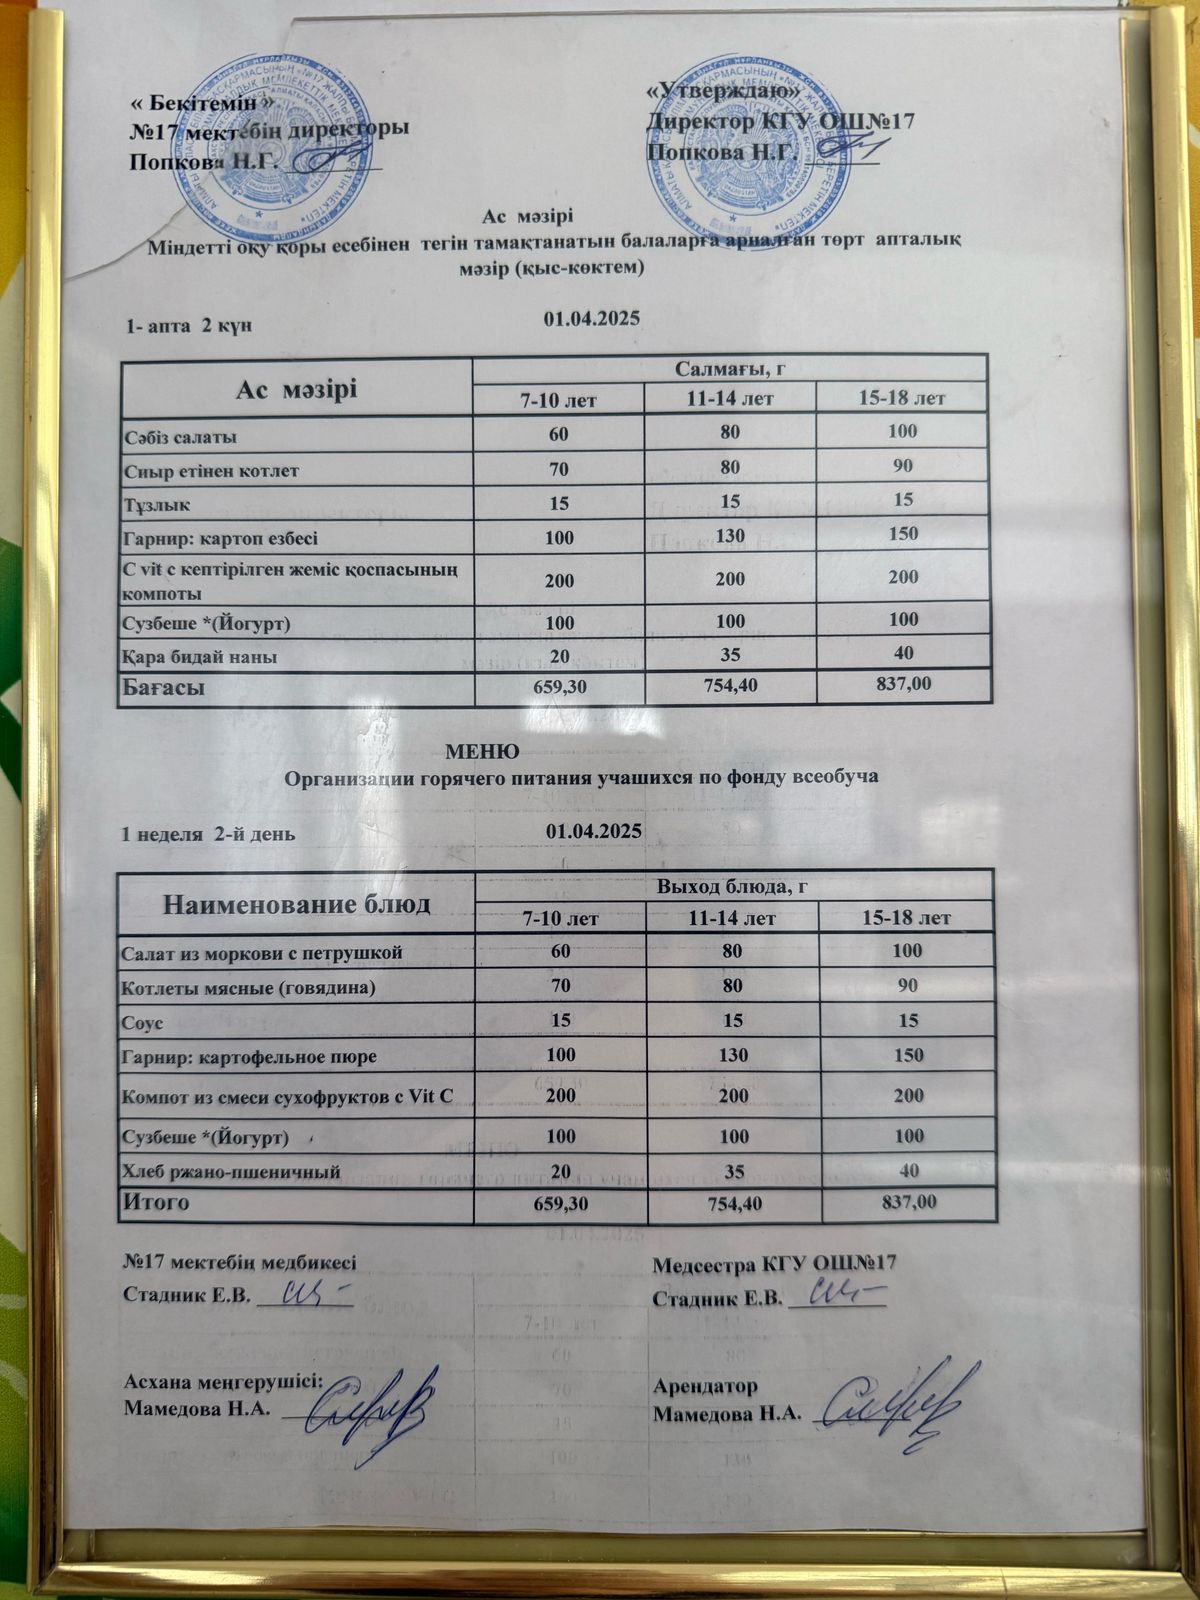 « Бекітемін »
№17 мектебің директоры
Попкова Н.Г.
«Утверждаю»
Директор КГУ ОШ№17
Попкова Н.Г.
Ас мәзірі
Міндетті оқу қоры есебінен тегін тамақтанатын балаларға арналған төрт апталық
мәзір (қыс-көктем)
1- апта 2 күн 01.04.2025
Ас мәзірі Салмағы, г
7-10 лет 11-14 лет 15-18 лет
Сәбіз салаты 60 80 100
Сиыр етінен котлет 70 80 90
Тұзлык 15 15 15
Гарнир: картоп езбесі 100 130 150
C vit с кептірілген жеміс қоспасының
компоты 200 200 200
Сузбеше *(Йогурт) 100 100 100
Қара бидай наны 20 35 40
Бағасы 659,30 754,40 837,00
МЕНЮ
Организации горячего питания учашихся по фонду всеобуча
1 неделя 2-й день 01.04.2025
Наименование блюд Выход блюда, г
7-10 лет 11-14 лет 15-18 лет
Салат из моркови с петрушкой 60 80 100
Котлеты мясные (говядина) 70 80 90
Соус 15 15 15
Гарнир: картофельное пюре 100 130 150
Компот из смеси сухофруктов с Vit C 200 200 200
Сузбеше *(Йогурт) 100 100 100
Хлеб ржано-пшеничный 20 35 40
Итого 659,30 754,40 837,00
№17 мектебің медбикесі
Стадник Е.В.
Медсестра КГУ ОШ№17
Стадник Е.В.
Асхана меңгерушісі:
Мамедова Н.А.
Арендатор
Мамедова Н.А.